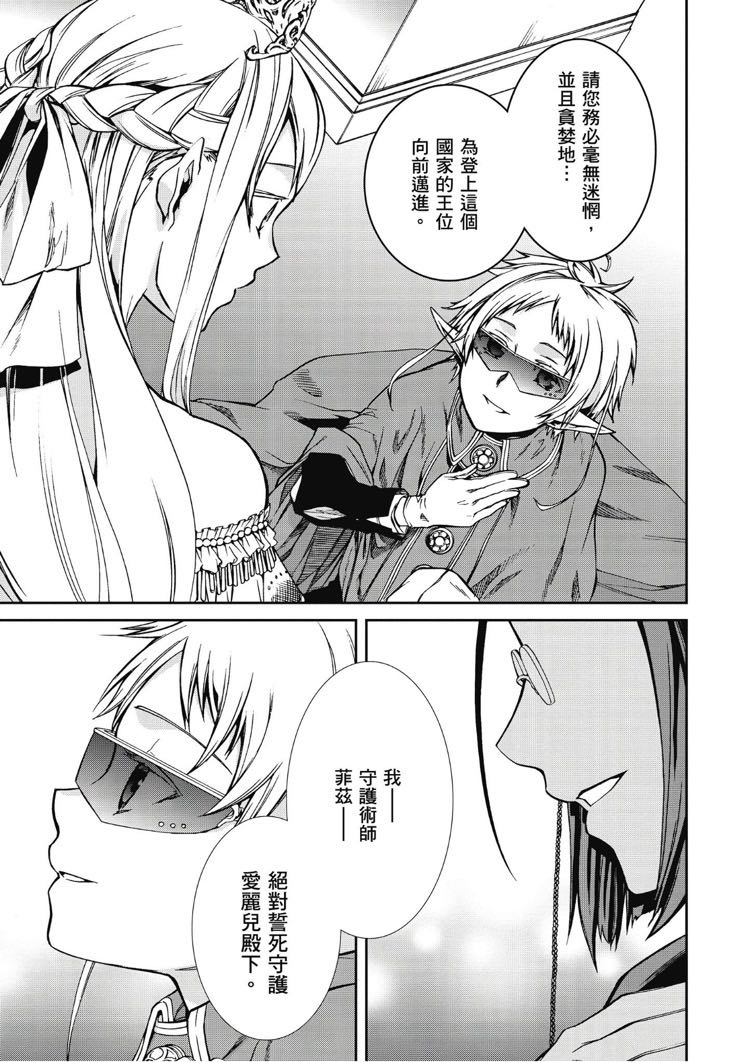 請您務必毫無迷惘，
並且貪婪地…
為登上這個
國家的王位
向前邁進。
我——
守護術師
菲茲——
絕對誓死守護
愛麗兒殿下。